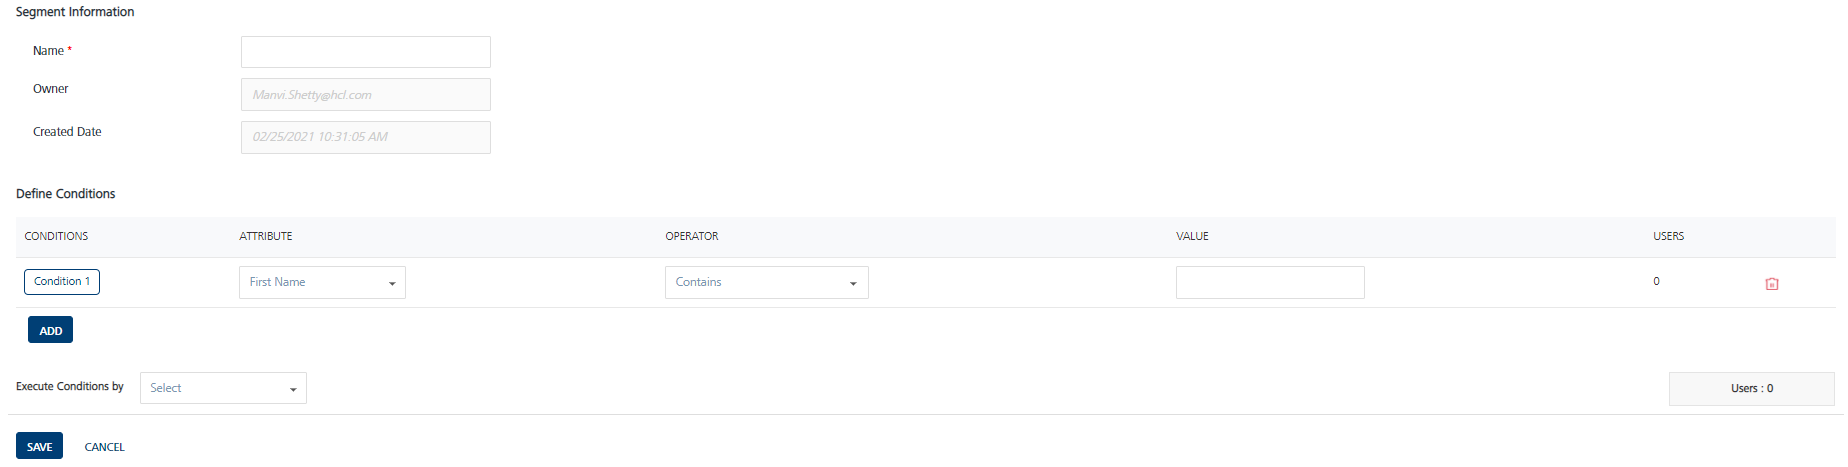 Segment Information
Name *
Owner
Manvi.Shetty@hcl.com
Created Date
02/25/2021 10:31:05 AM
Define Conditions
CONDITIONS ATTRIBUTE OPERATOR VALUE USERS
Condition 1 First Name Contains 0
ADD
Execute Conditions by Select Users : 0
SAVE CANCEL